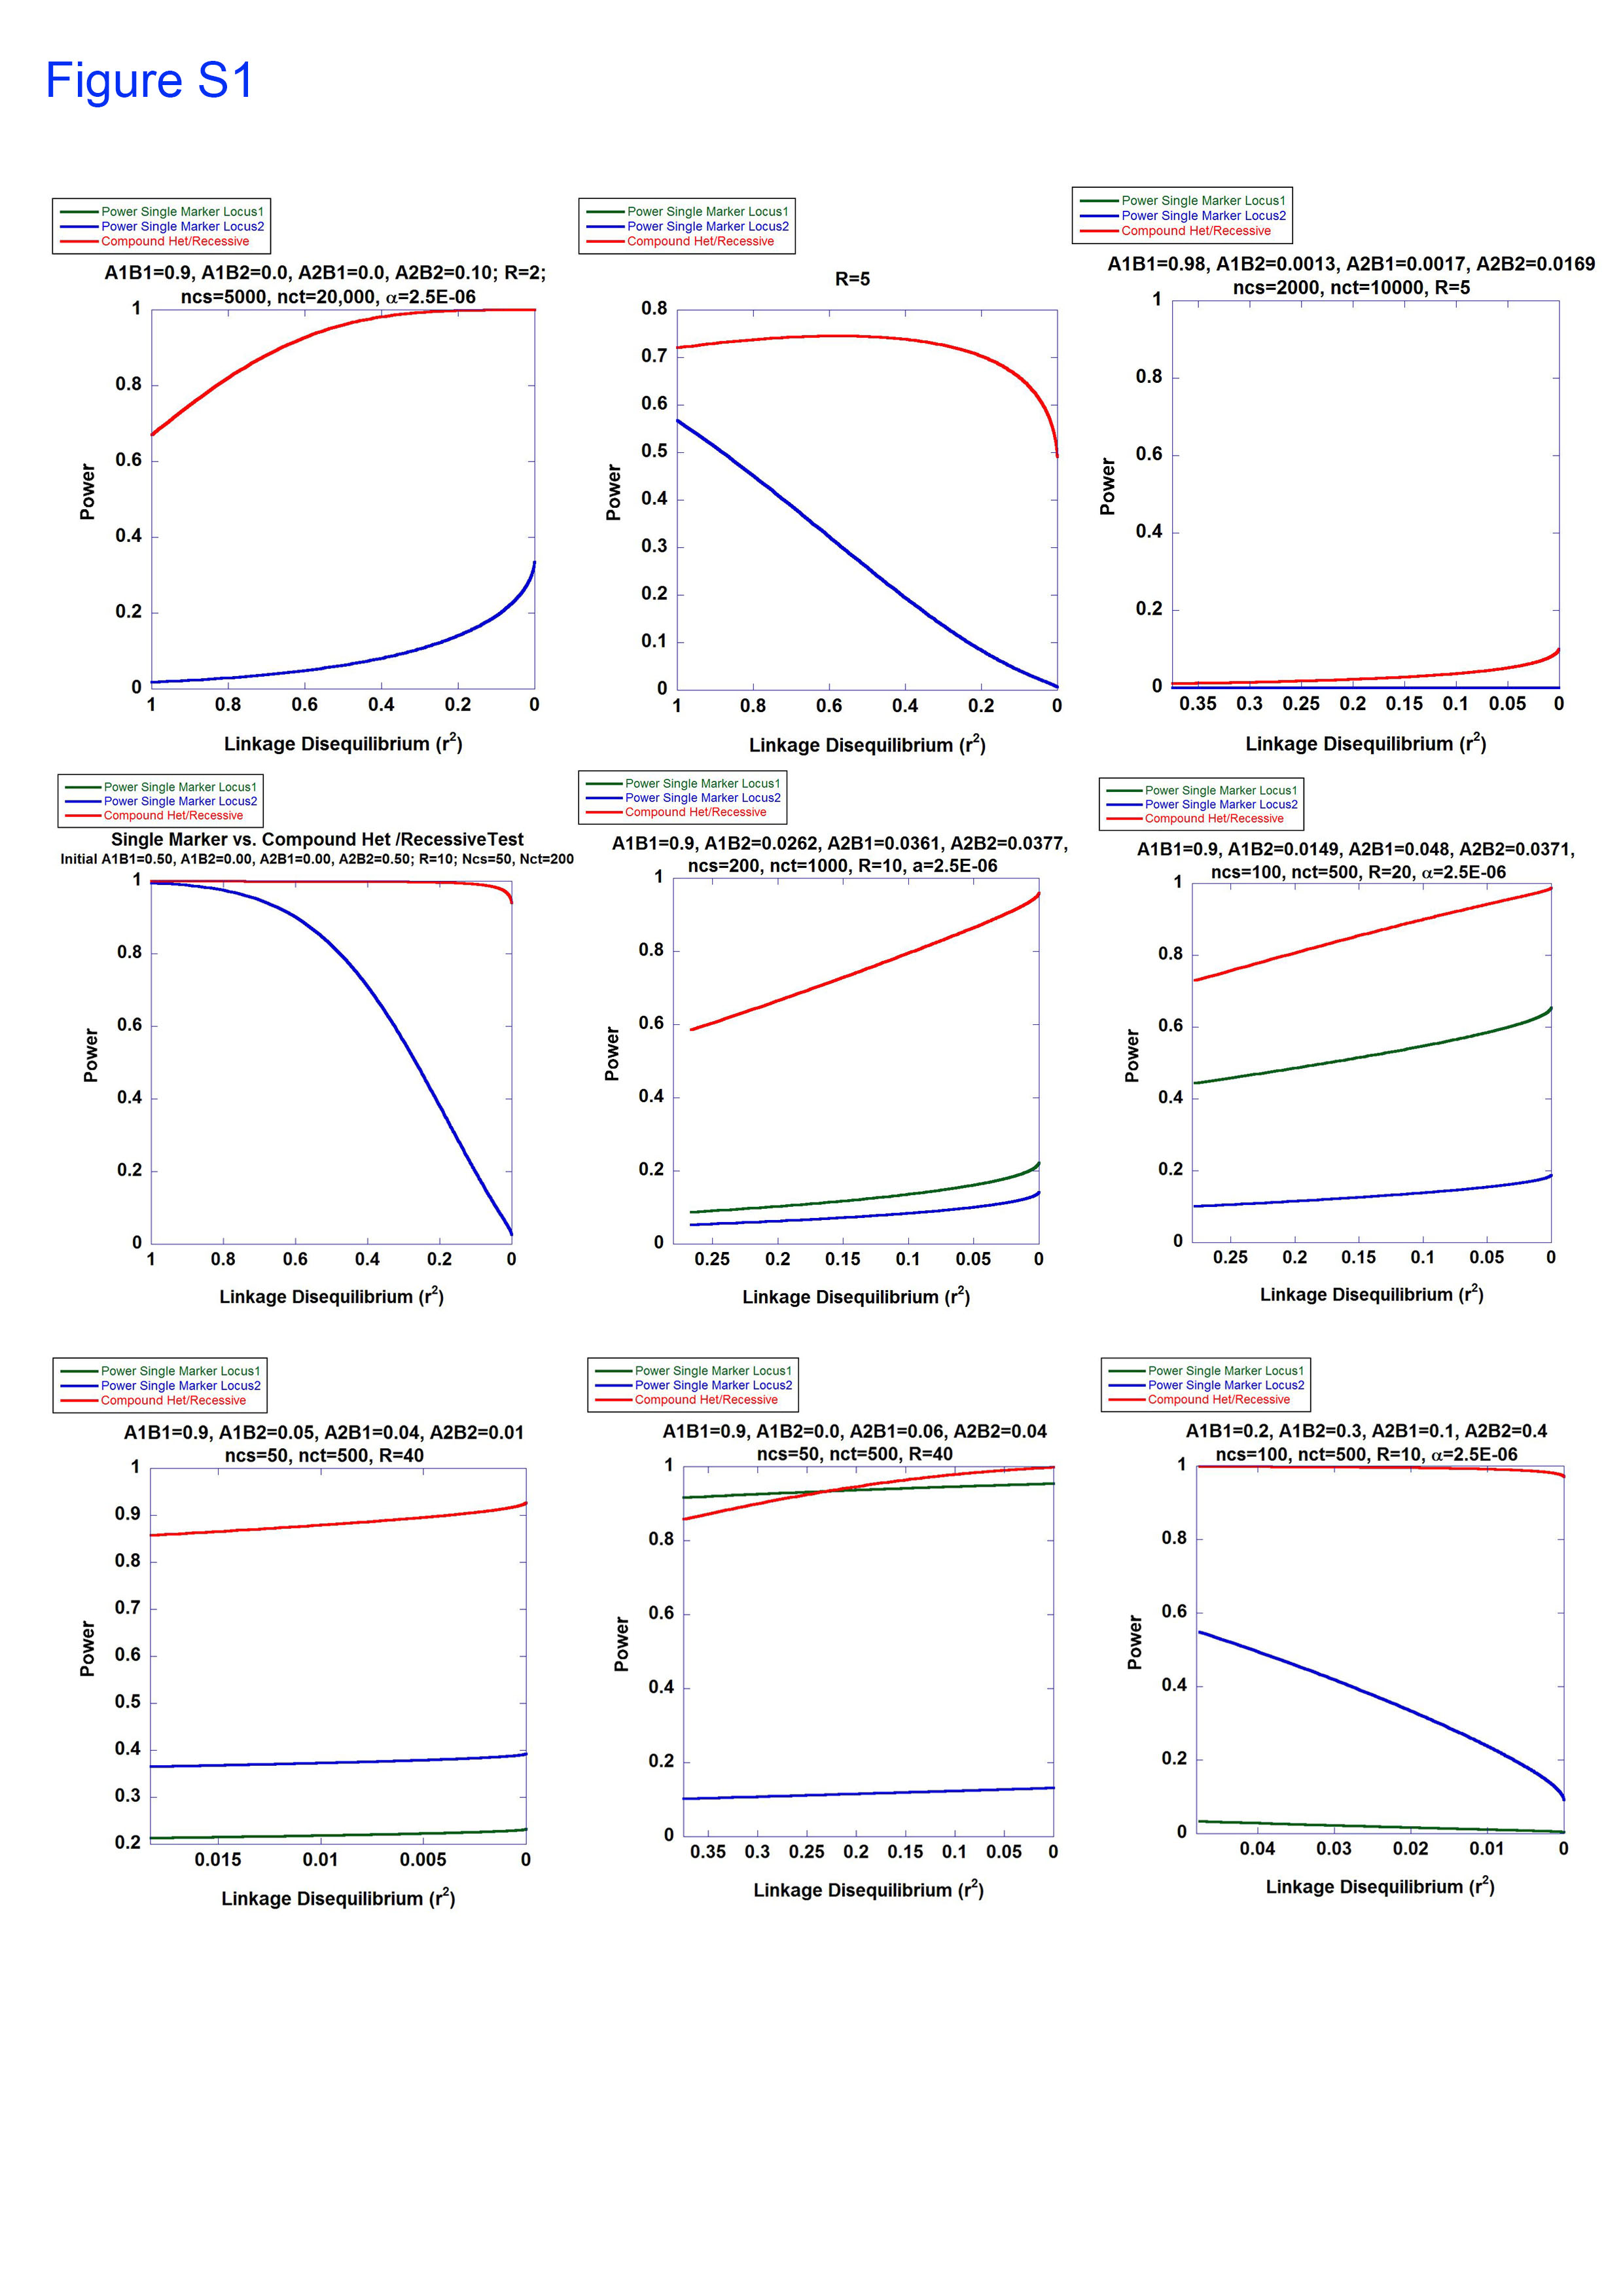 Figure S1
Power Single Marker Locus1
Power Single Marker Locus2
Compound Het/Recessive
A1B1=0.9, A1B2=0.0, A2B1=0.0, A2B2=0.10; R=2;
ncs=5000, nct=20,000, α=2.5E-06
1
0.8
0.6
0.4
0.2
0
Power
1 0.8 0.6 0.4 0.2 0
Linkage Disequilibrium (r²)
Power Single Marker Locus1
Power Single Marker Locus2
Compound Het/Recessive
R=5
0.8
0.7
0.6
0.5
0.4
0.3
0.2
0.1
0
Power
1 0.8 0.6 0.4 0.2 0
Linkage Disequilibrium (r²)
Power Single Marker Locus1
Power Single Marker Locus2
Compound Het/Recessive
A1B1=0.98, A1B2=0.0013, A2B1=0.0017, A2B2=0.0169
ncs=2000, nct=10000, R=5
1
0.8
0.6
0.4
0.2
0
Power
0.35 0.3 0.25 0.2 0.15 0.1 0.05 0
Linkage Disequilibrium (r²)
Power Single Marker Locus1
Power Single Marker Locus2
Compound Het/Recessive
Single Marker vs. Compound Het /RecessiveTest
Initial A1B1=0.50, A1B2=0.00, A2B1=0.00, A2B2=0.50; R=10; Ncs=50, Nct=200
1
0.8
0.6
0.4
0.2
0
Power
1 0.8 0.6 0.4 0.2 0
Linkage Disequilibrium (r²)
Power Single Marker Locus1
Power Single Marker Locus2
Compound Het/Recessive
A1B1=0.9, A1B2=0.0262, A2B1=0.0361, A2B2=0.0377,
ncs=200, nct=1000, R=10, a=2.5E-06
1
0.8
0.6
0.4
0.2
0
Power
0.25 0.2 0.15 0.1 0.05 0
Linkage Disequilibrium (r²)
Power Single Marker Locus1
Power Single Marker Locus2
Compound Het/Recessive
A1B1=0.9, A1B2=0.0149, A2B1=0.048, A2B2=0.0371,
ncs=100, nct=500, R=20, α=2.5E-06
1
0.8
0.6
0.4
0.2
0
Power
0.25 0.2 0.15 0.1 0.05 0
Linkage Disequilibrium (r²)
Power Single Marker Locus1
Power Single Marker Locus2
Compound Het/Recessive
A1B1=0.9, A1B2=0.05, A2B1=0.04, A2B2=0.01
ncs=50, nct=500, R=40
1
0.9
0.8
0.7
0.6
0.5
0.4
0.3
0.2
Power
0.015 0.01 0.005 0
Linkage Disequilibrium (r²)
Power Single Marker Locus1
Power Single Marker Locus2
Compound Het/Recessive
A1B1=0.9, A1B2=0.0, A2B1=0.06, A2B2=0.04
ncs=50, nct=500, R=40
1
0.8
0.6
0.4
0.2
0
Power
0.35 0.3 0.25 0.2 0.15 0.1 0.05 0
Linkage Disequilibrium (r²)
Power Single Marker Locus1
Power Single Marker Locus2
Compound Het/Recessive
A1B1=0.2, A1B2=0.3, A2B1=0.1, A2B2=0.4
ncs=100, nct=500, R=10, α=2.5E-06
1
0.8
0.6
0.4
0.2
0
Power
0.04 0.03 0.02 0.01 0
Linkage Disequilibrium (r²)